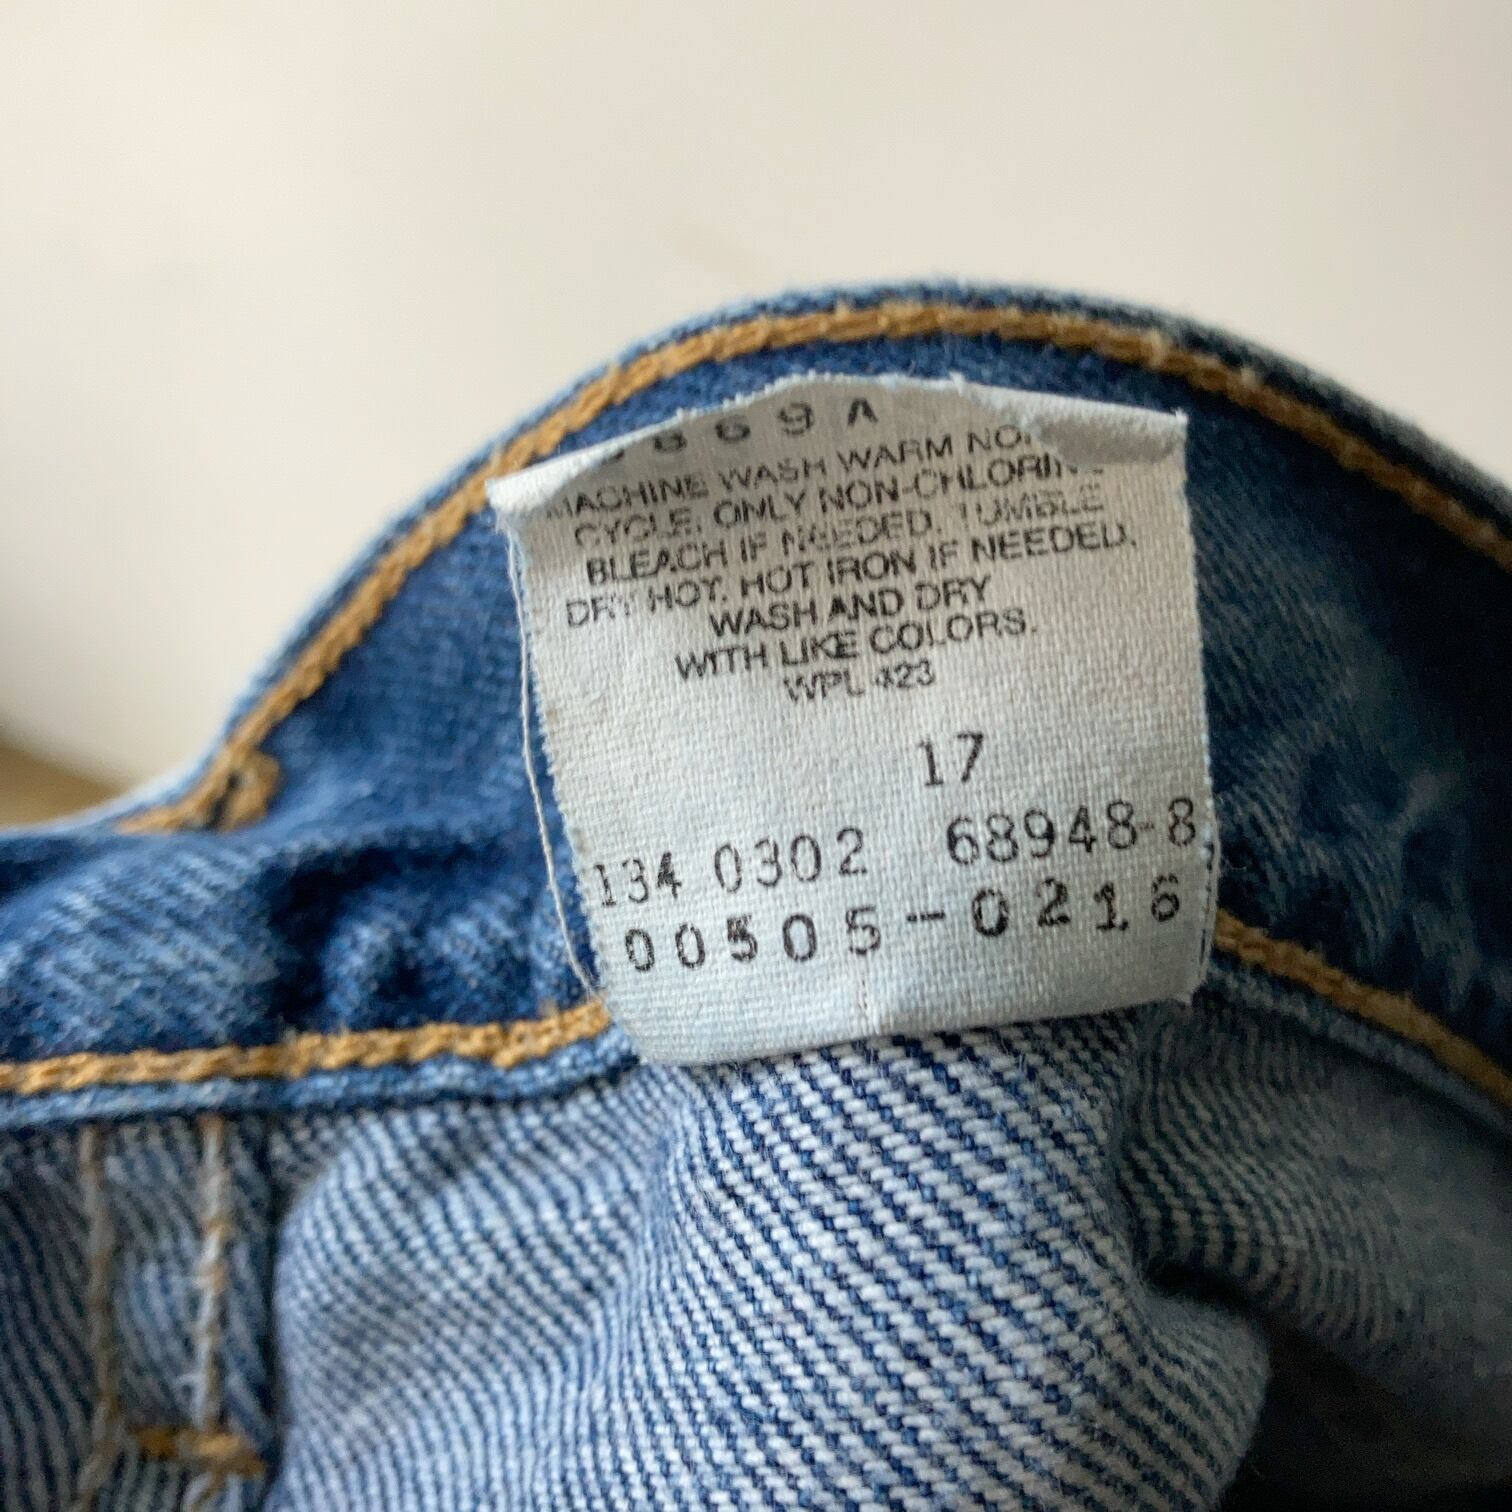 869A
MACHINE WASH WARM
CYCLE. ONLY NON-CHLORINE
BLEACH IF NEEDED. TUMBLE
DRY HOT. HOT IRON IF NEEDED.
WASH AND DRY
WITH LIKE COLORS.
WPL 423
17
134 0302 68948-8
00505-0216